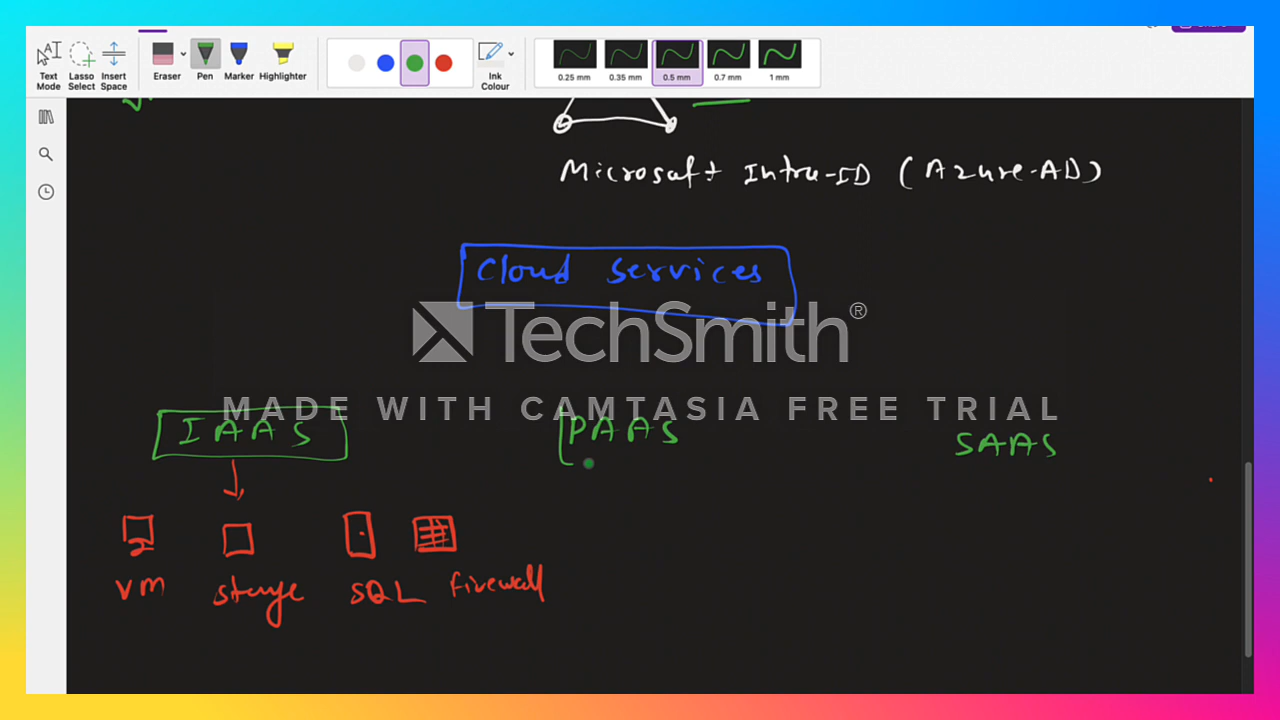 Text Mode
Lasso Select
Insert Space
Eraser
Pen
Marker
Highlighter
Ink Colour
0.25 mm
0.35 mm
0.5 mm
0.7 mm
1 mm
Microsoft Intra-ID (Azure-AD)
Cloud Services
TechSmith®
MADE WITH CAMTASIA FREE TRIAL
IAAS
PAAS
SAAS
VM
storge
SQL
firewall